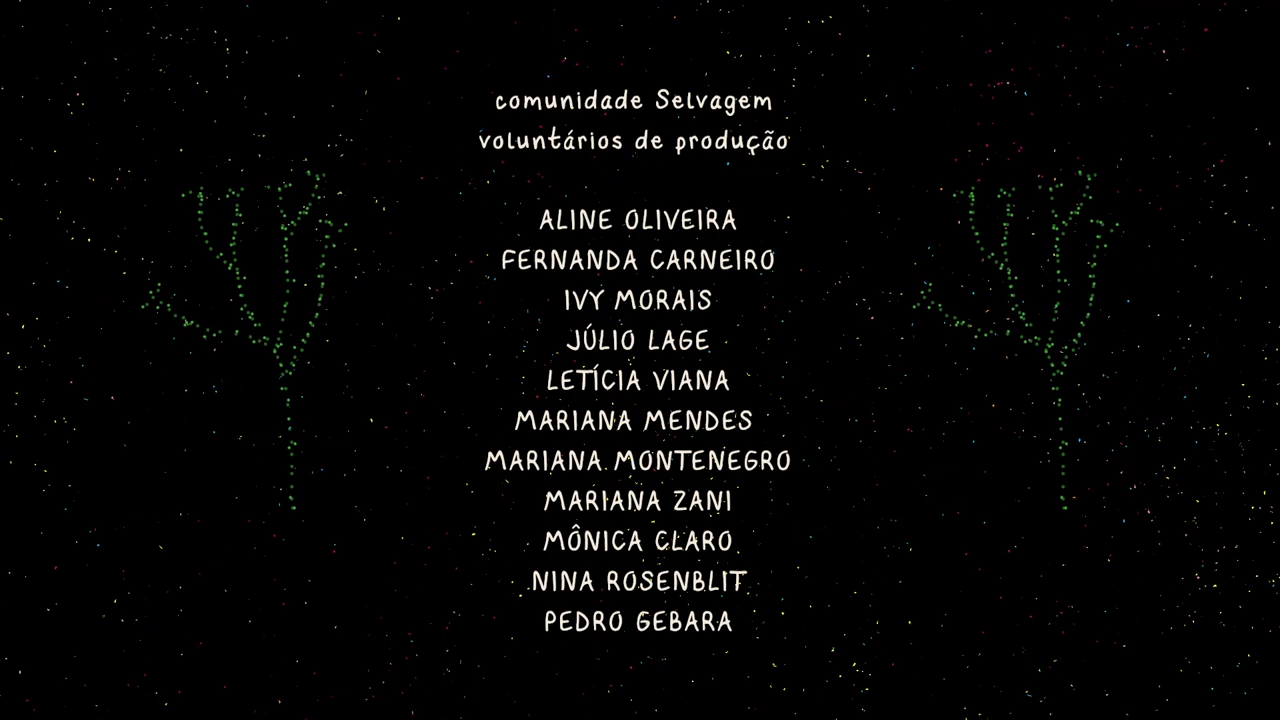 comunidade Selvagem
voluntários de produção
ALINE OLIVEIRA
FERNANDA CARNEIRO
IVY MORAIS
JÚLIO LAGE
LETÍCIA VIANA
MARIANA MENDES
MARIANA MONTENEGRO
MARIANA ZANI
MÔNICA CLARO
NINA ROSENBLIT
PEDRO GEBARA